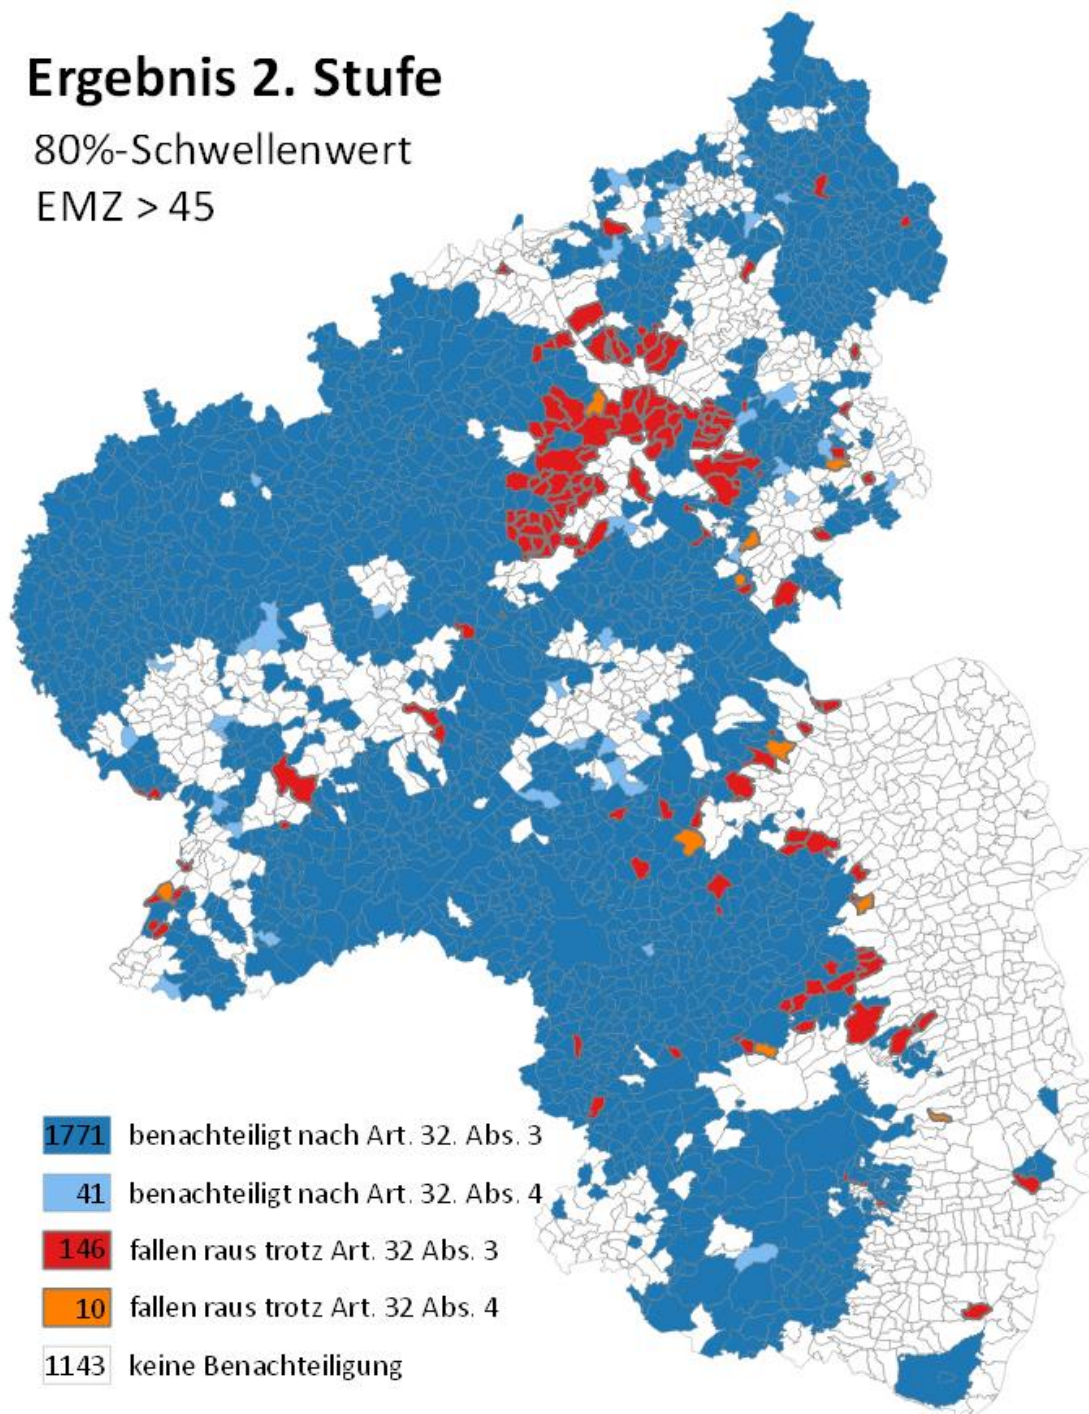 Ergebnis 2. Stufe
80%-Schwellenwert
EMZ > 45
1771 benachteiligt nach Art. 32. Abs. 3
41 benachteiligt nach Art. 32. Abs. 4
146 fallen raus trotz Art. 32 Abs. 3
10 fallen raus trotz Art. 32 Abs. 4
1143 keine Benachteiligung